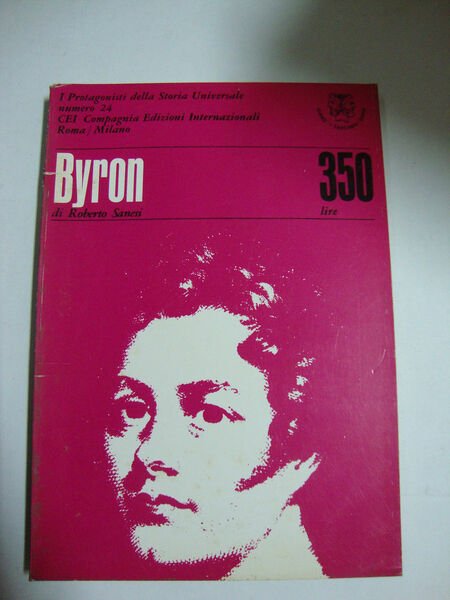 I Protagonisti della Storia Universale
numero 24
CEI Compagnia Edizioni Internazionali
Roma/Milano
Byron
350
di Roberto Sanesi
lire